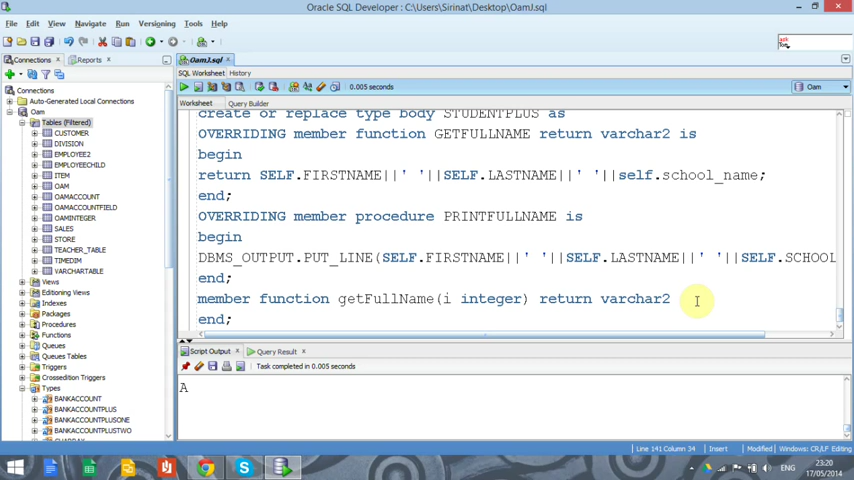 Oracle SQL Developer : C:\Users\Sirinat\Desktop\OamJ.sql
File Edit View Navigate Run Versioning Tools Help
Connections Reports OamJ.sql
SQL Worksheet History
0.005 seconds Oam
Worksheet Query Builder
Connections
Auto-Generated Local Connections
Oam
Tables (Filtered)
CUSTOMER
DIVISION
EMPLOYEE2
EMPLOYEECHILD
ITEM
OAM
OAMACCOUNT
OAMACCOUNTFIELD
OAMINTEGER
SALES
STORE
TEACHER_TABLE
TIMEDIM
VARCHARTABLE
Views
Editioning Views
Indexes
Packages
Procedures
Functions
Queues
Queues Tables
Triggers
Crossedition Triggers
Types
BANKACCOUNT
BANKACCOUNTPLUS
BANKACCOUNTPLUSONE
BANKACCOUNTPLUSTWO
create or replace type body STUDENTPLUS as
OVERRIDING member function GETFULLNAME return varchar2 is
begin
return SELF.FIRSTNAME||' '||SELF.LASTNAME||' '||self.school_name;
end;
OVERRIDING member procedure PRINTFULLNAME is
begin
DBMS_OUTPUT.PUT_LINE(SELF.FIRSTNAME||' '||SELF.LASTNAME||' '||SELF.SCHOOL
end;
member function getFullName(i integer) return varchar2
end;
Script Output Query Result
Task completed in 0.005 seconds
A
Line 141 Column 34 Insert Modified Windows: CR/LF Editing
ENG
23:20
17/05/2014